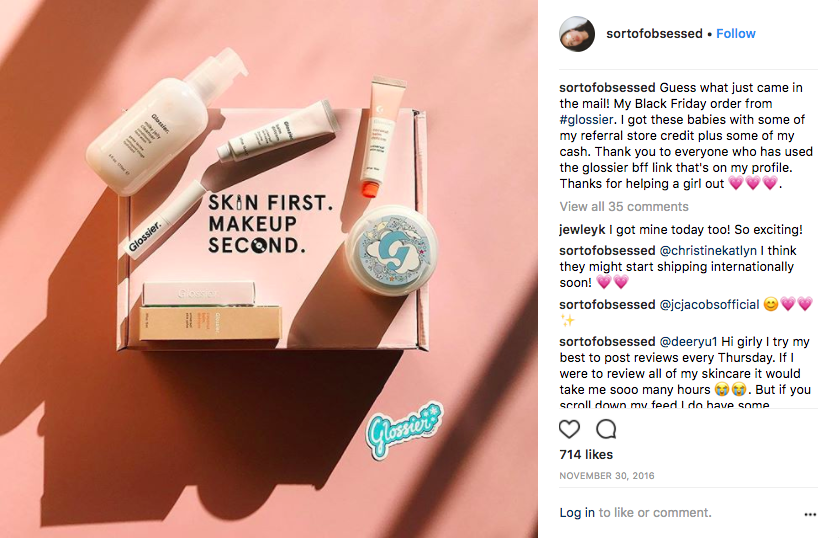 sortofobsessed • Follow
Glossier.
milky jelly
cleanser
Glossier.
Glossier.
SKIN FIRST.
MAKEUP
SECOND.
G
Glossier.
sortofobsessed Guess what just came in
the mail! My Black Friday order from
#glossier. I got these babies with some of
my referral store credit plus some of my
cash. Thank you to everyone who has used
the glossier bff link that's on my profile.
Thanks for helping a girl out 💗💗💗.
View all 35 comments
jewleyk I got mine today too! So exciting!
sortofobsessed @christinekatlyn I think
they might start shipping internationally
soon! 💗💗
sortofobsessed @jcjacobsofficial 😊💗💗
✨
sortofobsessed @deeryu1 Hi girly I try my
best to post reviews every Thursday. If I
were to review all of my skincare it would
take me sooo many hours 😭😭. But if you
scroll down my feed I do have some
714 likes
NOVEMBER 30, 2016
Log in to like or comment.